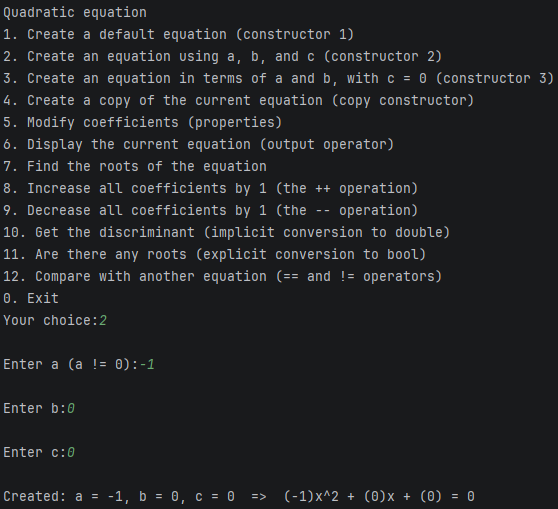 Quadratic equation
1. Create a default equation (constructor 1)
2. Create an equation using a, b, and c (constructor 2)
3. Create an equation in terms of a and b, with c = 0 (constructor 3)
4. Create a copy of the current equation (copy constructor)
5. Modify coefficients (properties)
6. Display the current equation (output operator)
7. Find the roots of the equation
8. Increase all coefficients by 1 (the ++ operation)
9. Decrease all coefficients by 1 (the -- operation)
10. Get the discriminant (implicit conversion to double)
11. Are there any roots (explicit conversion to bool)
12. Compare with another equation (== and != operators)
0. Exit
Your choice:2
Enter a (a != 0):-1
Enter b:0
Enter c:0
Created: a = -1, b = 0, c = 0  =>  (-1)x^2 + (0)x + (0) = 0